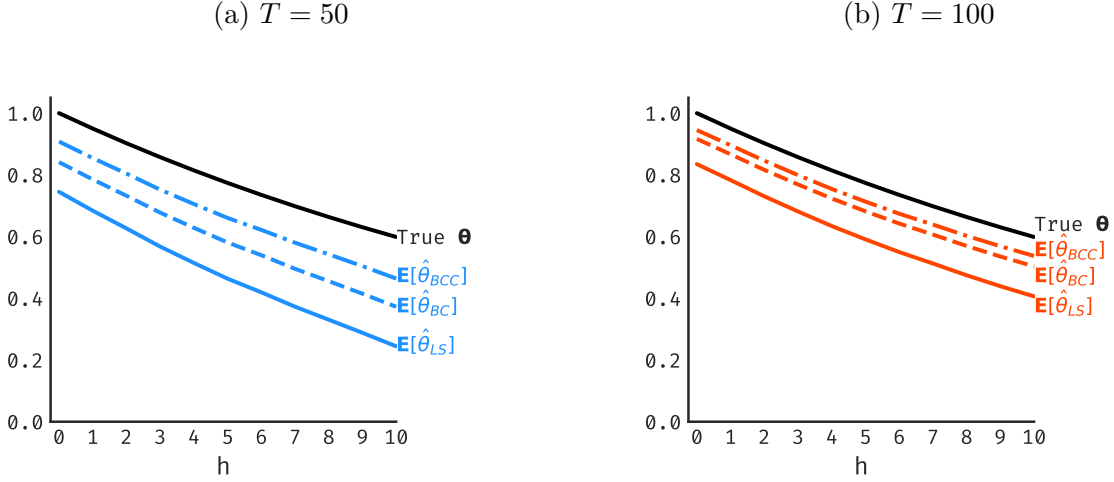 (a) T = 50
1.0
0.8
0.6
0.4
0.2
0.0
0 1 2 3 4 5 6 7 8 9 10
h
True θ
E[θ̂_BCC]
E[θ̂_BC]
E[θ̂_LS]
(b) T = 100
1.0
0.8
0.6
0.4
0.2
0.0
0 1 2 3 4 5 6 7 8 9 10
h
True θ
E[θ̂_BCC]
E[θ̂_BC]
E[θ̂_LS]